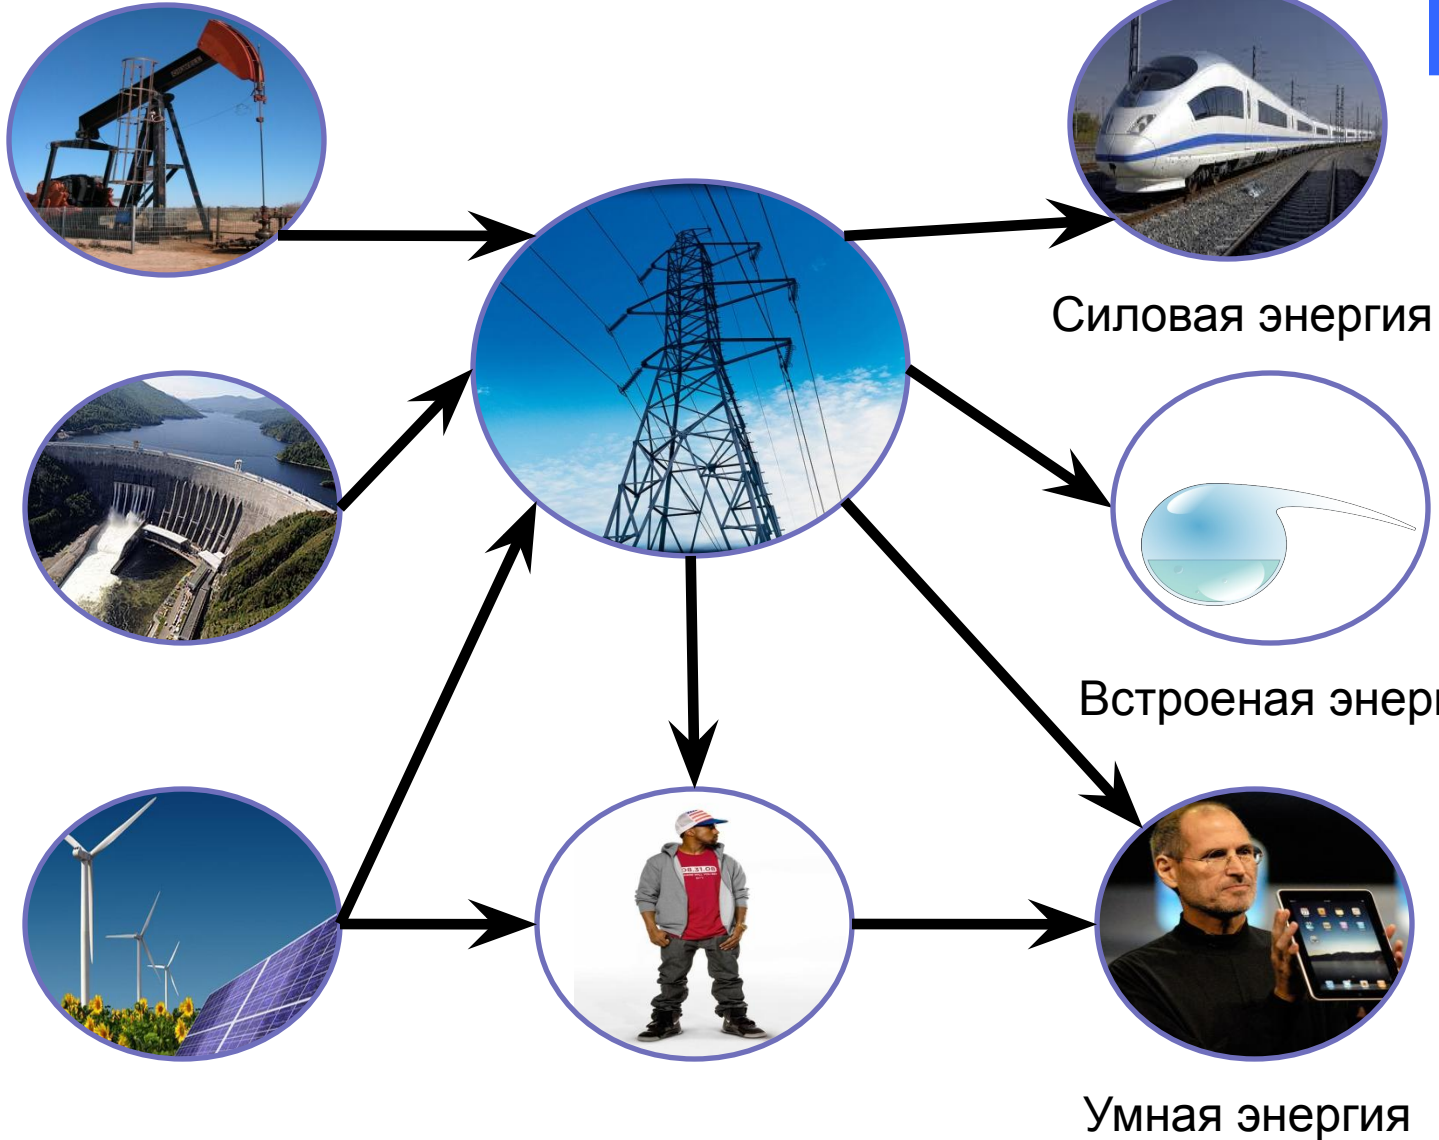 Силовая энергия
Встроеная энер
Умная энергия